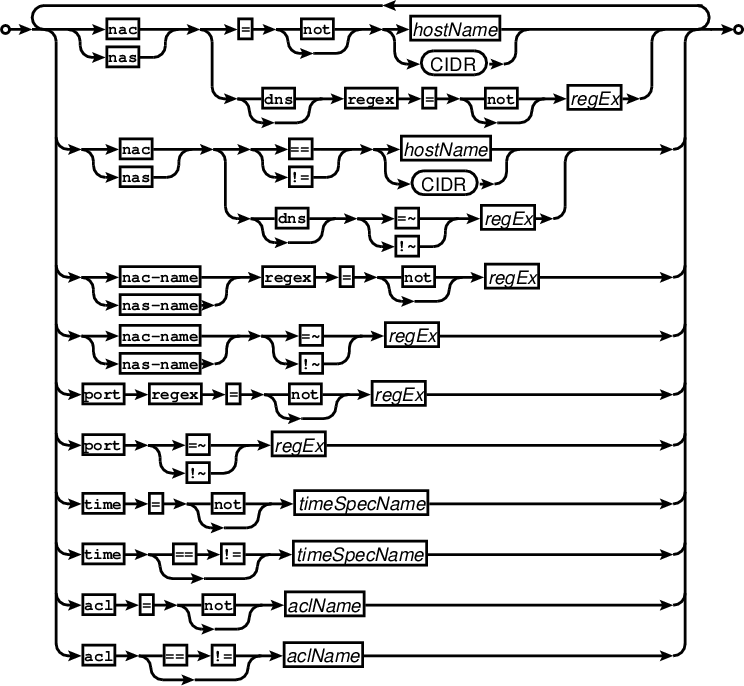 nac = not hostName
nas CIDR
dns regex = not regEx
nac == hostName
nas != CIDR
dns =~ regEx
!~
nac-name regex = not regEx
nas-name
nac-name =~ regEx
nas-name !~
port regex = not regEx
port =~ regEx
!~
time = not timeSpecName
time == != timeSpecName
acl = not aclName
acl == != aclName